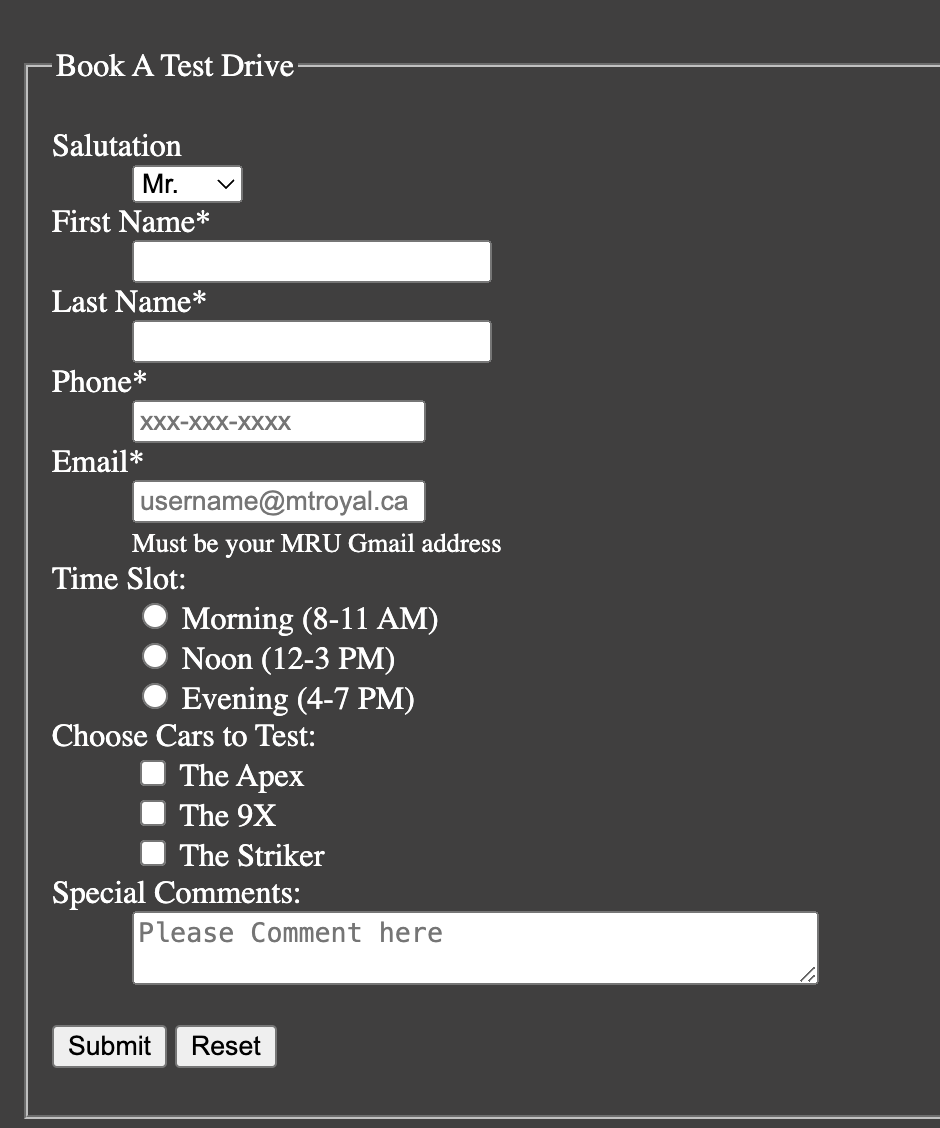 Book A Test Drive
Salutation
Mr.
First Name*
Last Name*
Phone*
xxx-xxx-xxxx
Email*
username@mtroyal.ca
Must be your MRU Gmail address
Time Slot:
Morning (8-11 AM)
Noon (12-3 PM)
Evening (4-7 PM)
Choose Cars to Test:
The Apex
The 9X
The Striker
Special Comments:
Please Comment here
Submit Reset